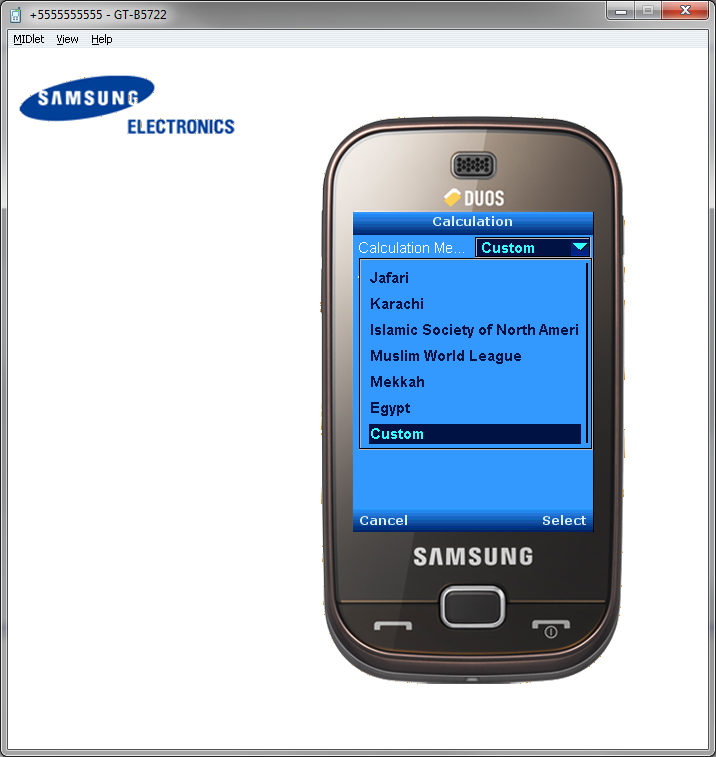 +5555555555 - GT-B5722
MIDlet View Help
SAMSUNG
ELECTRONICS
DUOS
Calculation
Calculation Me... Custom
Jafari
Karachi
Islamic Society of North Ameri
Muslim World League
Mekkah
Egypt
Custom
Cancel Select
SAMSUNG